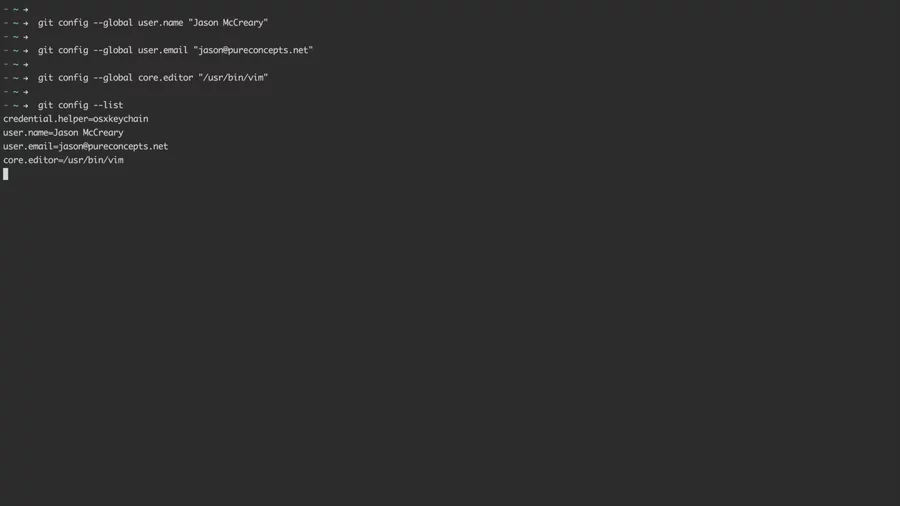 - ~ →
- ~ → git config --global user.name "Jason McCreary"
- ~ →
- ~ → git config --global user.email "jason@pureconcepts.net"
- ~ →
- ~ → git config --global core.editor "/usr/bin/vim"
- ~ →
- ~ → git config --list
credential.helper=osxkeychain
user.name=Jason McCreary
user.email=jason@pureconcepts.net
core.editor=/usr/bin/vim